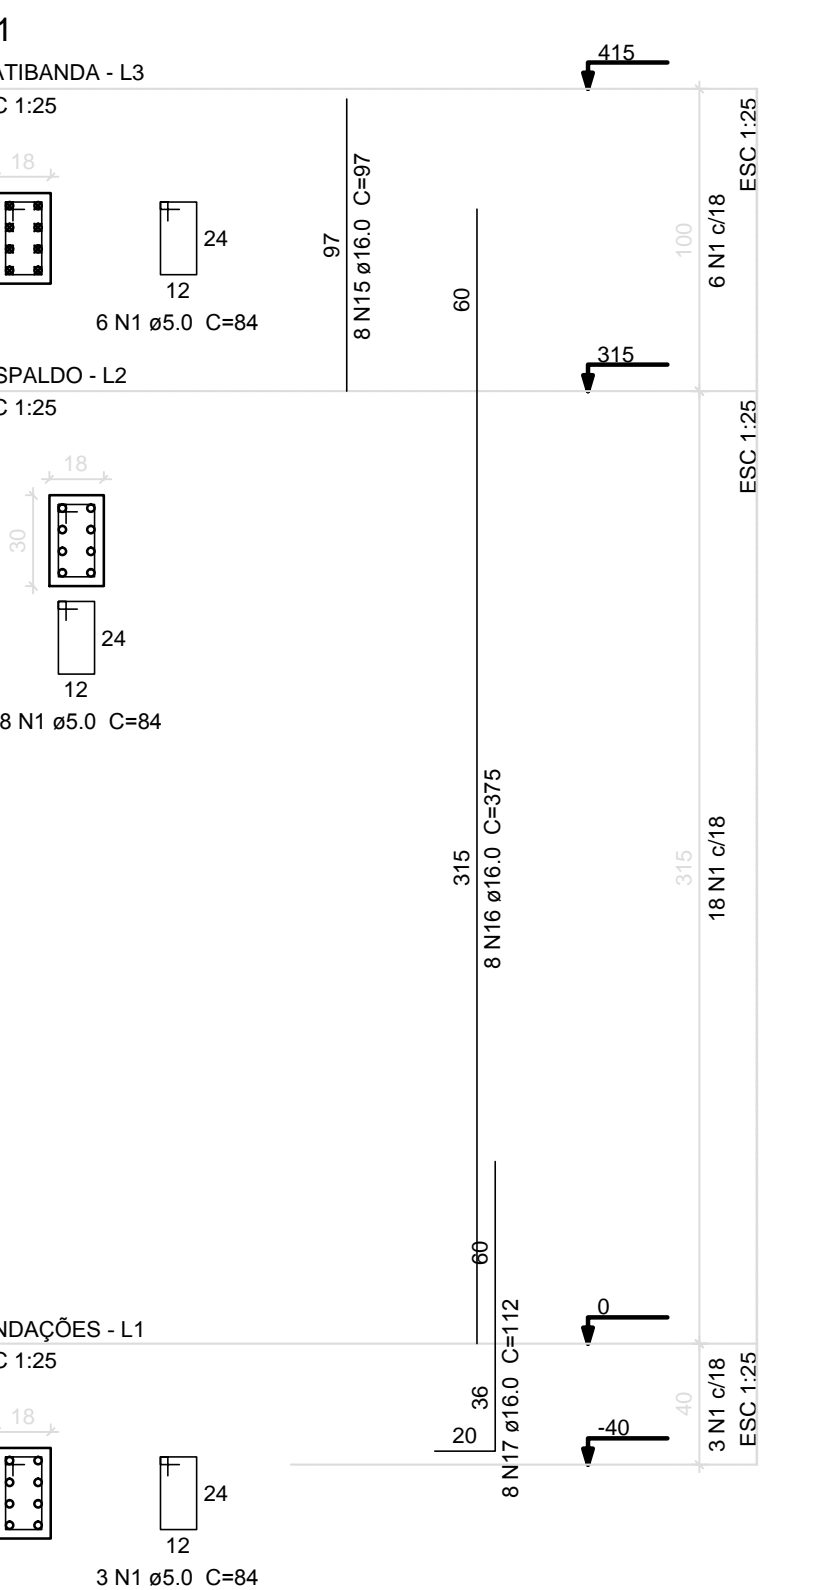 1
ATIBANDA - L3
C 1:25
18
24
12
6 N1 ø5.0 C=84
97
8 N15 ø16.0 C=97
60
415
100
6 N1 c/18
ESC 1:25
SPALDO - L2
C 1:25
315
ESC 1:25
18
30
24
12
8 N1 ø5.0 C=84
315
8 N16 ø16.0 C=375
315
18 N1 c/18
60
NDAÇÕES - L1
C 1:25
0
18
36
20
8 N17 ø16.0 C=112
-40
40
3 N1 c/18
ESC 1:25
24
12
3 N1 ø5.0 C=84